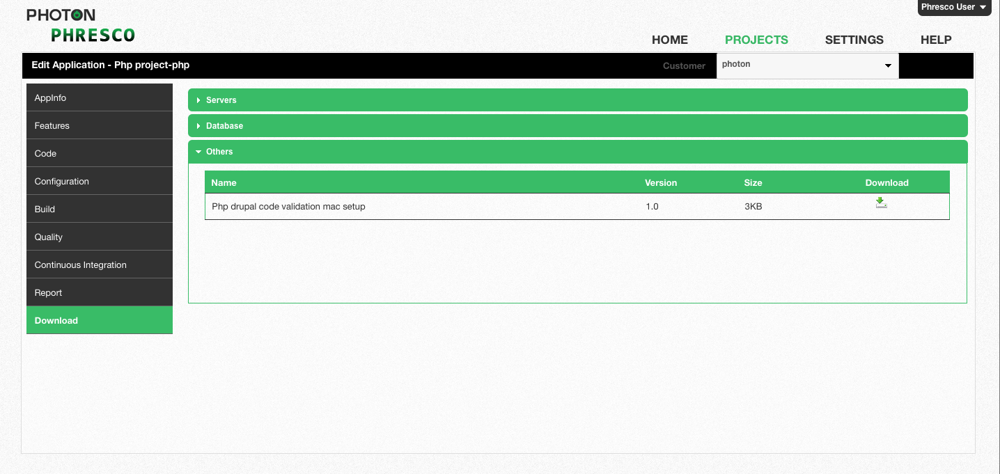 PHOTON
PHRESCO
Phresco User
HOME PROJECTS SETTINGS HELP
Edit Application - Php project-php
Customer photon
AppInfo
Features
Code
Configuration
Build
Quality
Continuous Integration
Report
Download
Servers
Database
Others
Name Version Size Download
Php drupal code validation mac setup 1.0 3KB